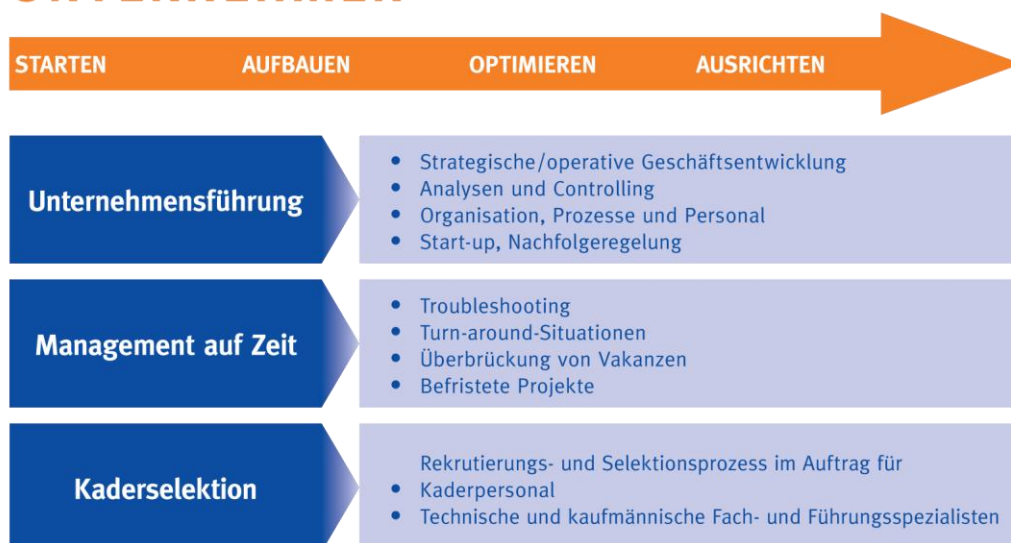 STARTEN AUFBAUEN OPTIMIEREN AUSRICHTEN
Unternehmensführung
• Strategische/operative Geschäftsentwicklung
• Analysen und Controlling
• Organisation, Prozesse und Personal
• Start-up, Nachfolgeregelung
Management auf Zeit
• Troubleshooting
• Turn-around-Situationen
• Überbrückung von Vakanzen
• Befristete Projekte
Kaderselektion
Rekrutierungs- und Selektionsprozess im Auftrag für
• Kaderpersonal
• Technische und kaufmännische Fach- und Führungsspezialisten